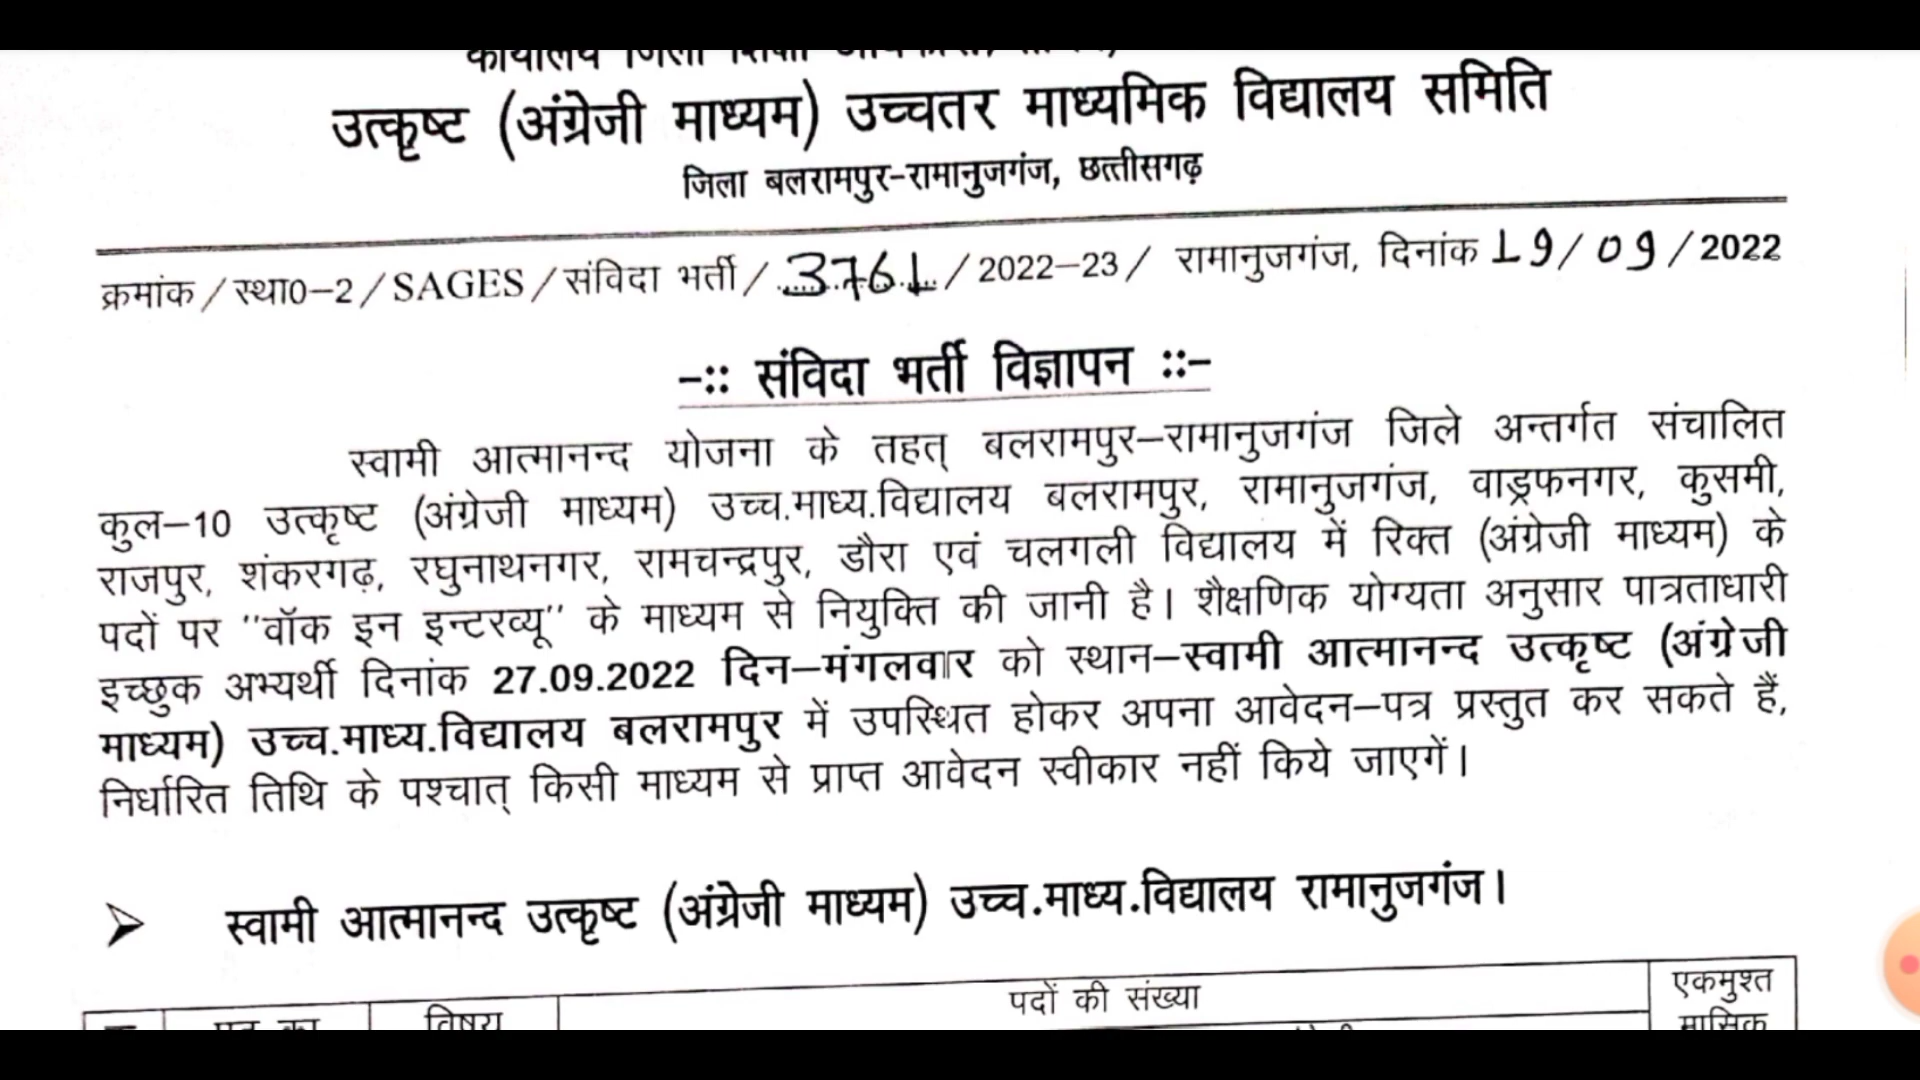 कार्यालय जिला शिक्षा
उत्कृष्ट (अंग्रेजी माध्यम) उच्चतर माध्यमिक विद्यालय समिति
जिला बलरामपुर-रामानुजगंज, छत्तीसगढ़
क्रमांक / स्था0-2 / SAGES / संविदा भर्ती / 3761 / 2022-23 / रामानुजगंज, दिनांक 19/09/2022
-:: संविदा भर्ती विज्ञापन ::-
स्वामी आत्मानन्द योजना के तहत् बलरामपुर-रामानुजगंज जिले अन्तर्गत संचालित
कुल-10 उत्कृष्ट (अंग्रेजी माध्यम) उच्च.माध्य.विद्यालय बलरामपुर, रामानुजगंज, वाड्रफनगर, कुसमी,
राजपुर, शंकरगढ़, रघुनाथनगर, रामचन्द्रपुर, डौरा एवं चलगली विद्यालय में रिक्त (अंग्रेजी माध्यम) के
पदों पर "वॉक इन इन्टरव्यू" के माध्यम से नियुक्ति की जानी है। शैक्षणिक योग्यता अनुसार पात्रताधारी
इच्छुक अभ्यर्थी दिनांक 27.09.2022 दिन-मंगलवार को स्थान-स्वामी आत्मानन्द उत्कृष्ट (अंग्रेजी
माध्यम) उच्च.माध्य.विद्यालय बलरामपुर में उपस्थित होकर अपना आवेदन-पत्र प्रस्तुत कर सकते हैं,
निर्धारित तिथि के पश्चात् किसी माध्यम से प्राप्त आवेदन स्वीकार नहीं किये जाएगें।
➢ स्वामी आत्मानन्द उत्कृष्ट (अंग्रेजी माध्यम) उच्च.माध्य.विद्यालय रामानुजगंज।
पदों की संख्या
एकमुश्त
पद का
विषय
मासिक